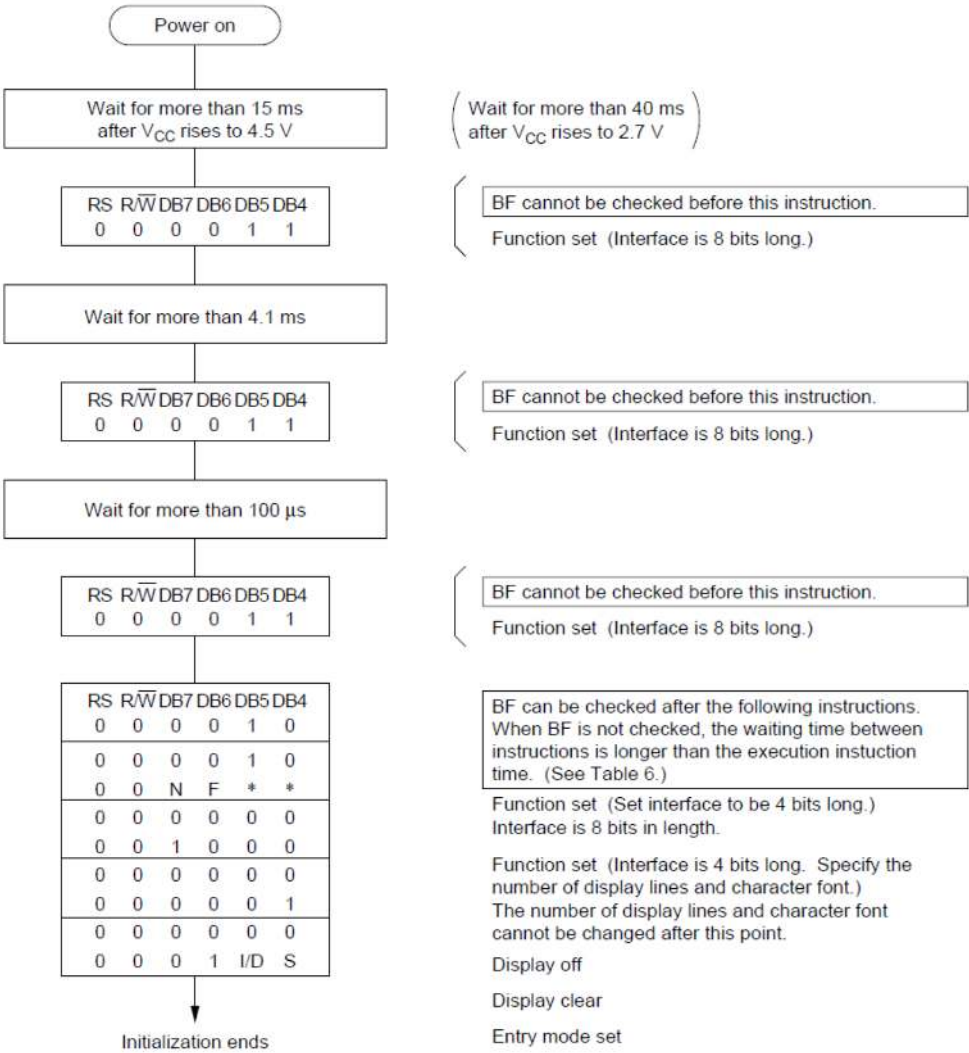 Power on
Wait for more than 15 ms
after VCC rises to 4.5 V
Wait for more than 40 ms
after VCC rises to 2.7 V
RS R/W DB7 DB6 DB5 DB4
0 0 0 0 1 1
BF cannot be checked before this instruction.
Function set (Interface is 8 bits long.)
Wait for more than 4.1 ms
RS R/W DB7 DB6 DB5 DB4
0 0 0 0 1 1
BF cannot be checked before this instruction.
Function set (Interface is 8 bits long.)
Wait for more than 100 μs
RS R/W DB7 DB6 DB5 DB4
0 0 0 0 1 1
BF cannot be checked before this instruction.
Function set (Interface is 8 bits long.)
RS R/W DB7 DB6 DB5 DB4
0 0 0 0 1 0
0 0 0 0 1 0
0 0 N F * *
0 0 0 0 0 0
0 0 1 0 0 0
0 0 0 0 0 0
0 0 0 0 0 1
0 0 0 0 0 0
0 0 0 1 I/D S
Initialization ends
BF can be checked after the following instructions.
When BF is not checked, the waiting time between
instructions is longer than the execution instuction
time. (See Table 6.)
Function set (Set interface to be 4 bits long.)
Interface is 8 bits in length.
Function set (Interface is 4 bits long. Specify the
number of display lines and character font.)
The number of display lines and character font
cannot be changed after this point.
Display off
Display clear
Entry mode set